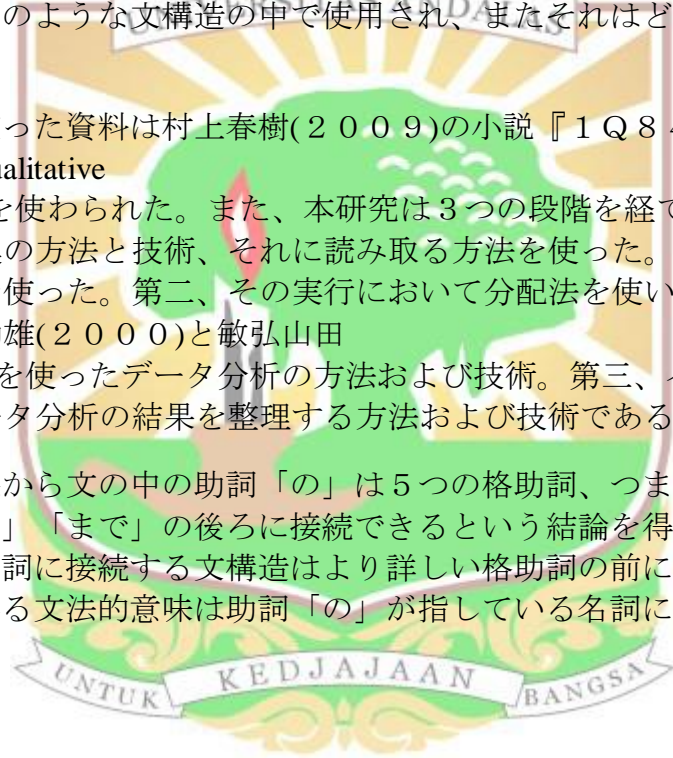 のような文構造の中で使用され、またそれはど
UNIVERSITAS ANDALAS
った資料は村上春樹(２００９)の小説『１Ｑ８４
ualitative
を使わられた。また、本研究は３つの段階を経て
の方法と技術、それに読み取る方法を使った。
使った。第二、その実行において分配法を使い
雄(２０００)と敏弘山田
を使ったデータ分析の方法および技術。第三、
タ分析の結果を整理する方法および技術である
から文の中の助詞「の」は５つの格助詞、つま
」「まで」の後ろに接続できるという結論を得
詞に接続する文構造はより詳しい格助詞の前に
る文法的意味は助詞「の」が指している名詞に
UNTUK KEDJAJAAN BANGSA